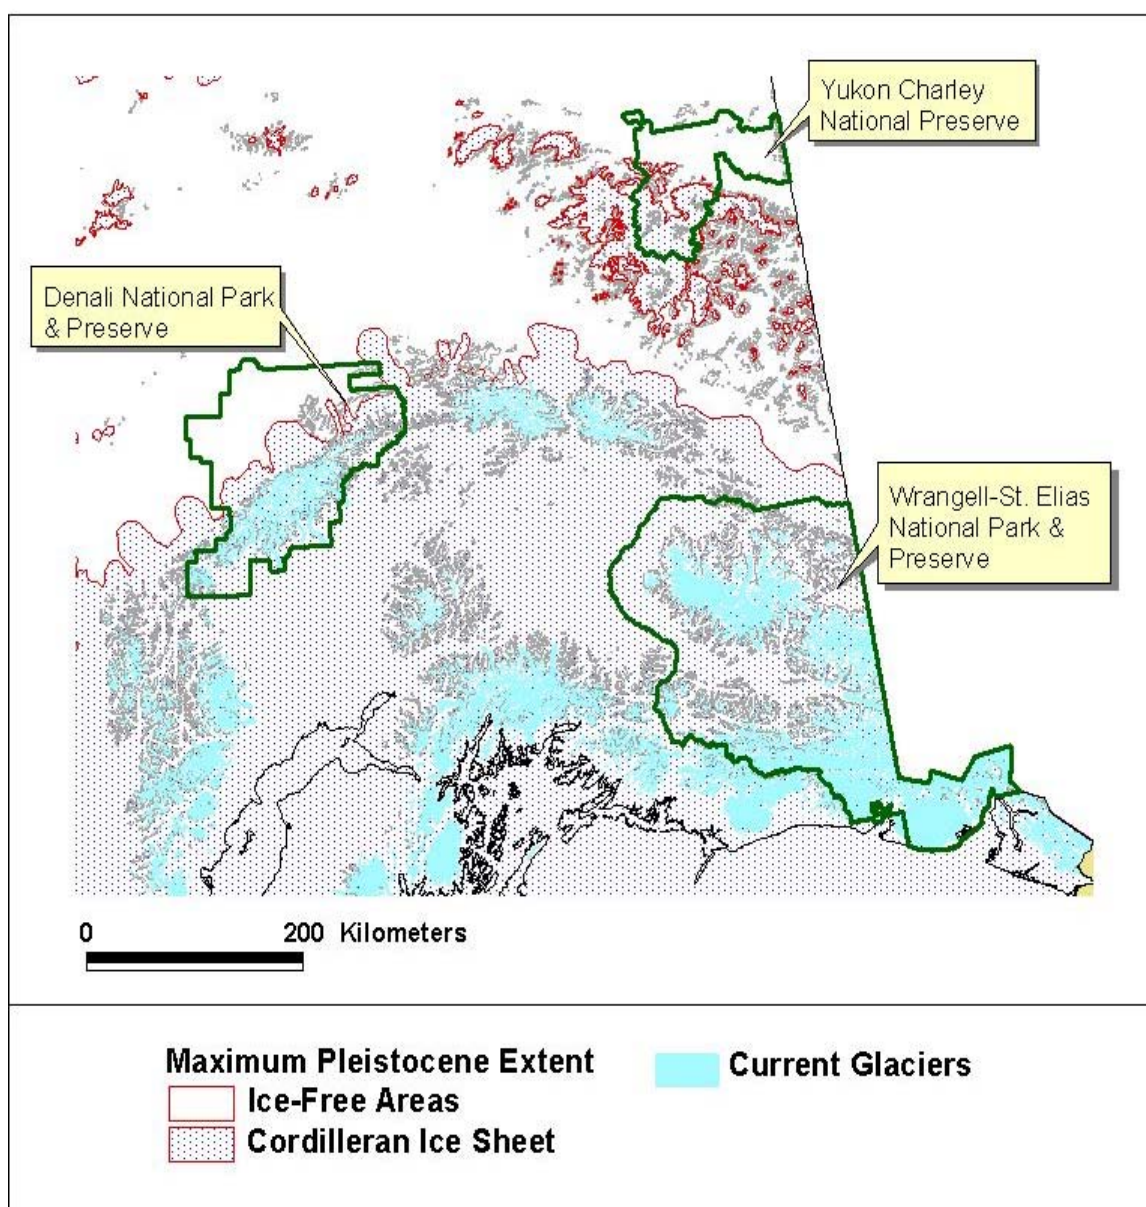 Yukon Charley
National Preserve
Denali National Park
& Preserve
Wrangell-St. Elias
National Park &
Preserve
0 200 Kilometers
Maximum Pleistocene Extent
Ice-Free Areas
Cordilleran Ice Sheet
Current Glaciers